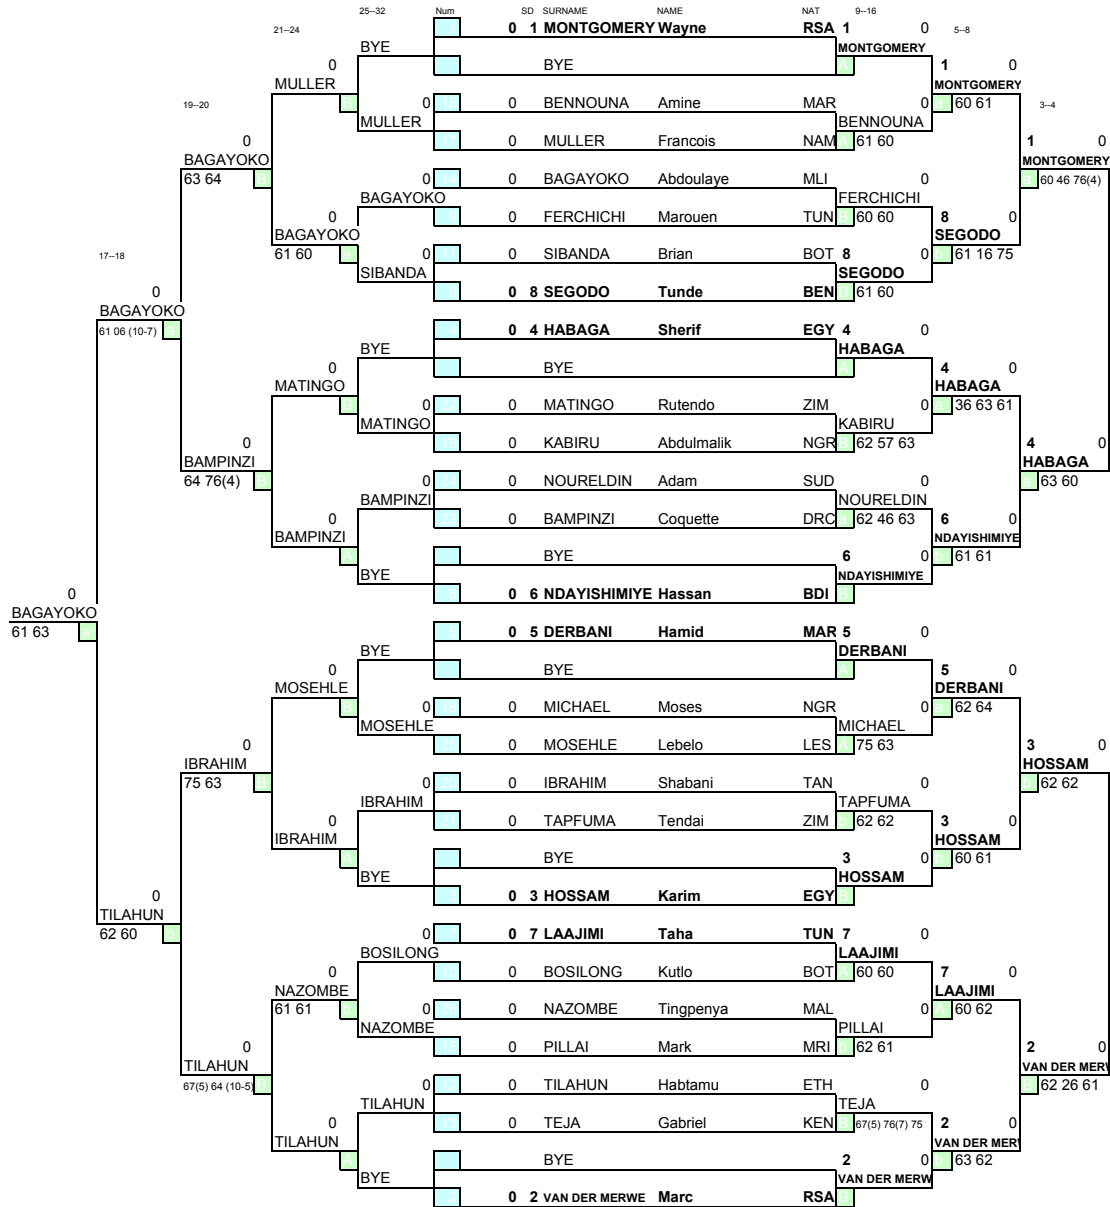 25--32 Num SD SURNAME NAME NAT 9--16
21--24 0 1 MONTGOMERY Wayne RSA 1 0 5--8
BYE MONTGOMERY
0 BYE 1 0
MULLER MONTGOMERY
19--20 0 0 BENNOUNA Amine MAR 0 60 61 3--4
MULLER BENNOUNA
0 0 MULLER Francois NAM 61 60 1 0
BAGAYOKO MONTGOMERY
63 64 0 0 BAGAYOKO Abdoulaye MLI 0 60 46 76(4)
BAGAYOKO FERCHICHI
0 0 FERCHICHI Marouen TUN 60 60 8 0
BAGAYOKO SEGODO
17--18 61 60 0 0 SIBANDA Brian BOT 8 0 61 16 75
SIBANDA SEGODO
0 0 8 SEGODO Tunde BEN 61 60
BAGAYOKO
61 06 (10-7) 0 4 HABAGA Sherif EGY 4 0
BYE HABAGA
0 BYE 4 0
MATINGO HABAGA
0 0 MATINGO Rutendo ZIM 0 36 63 61
MATINGO KABIRU
0 0 KABIRU Abdulmalik NGR 62 57 63 4 0
BAMPINZI HABAGA
64 76(4) 0 NOURELDIN Adam SUD 0 63 60
BAMPINZI NOURELDIN
0 0 BAMPINZI Coquette DRC 62 46 63 6 0
BAMPINZI NDAYISHIMIYE
BYE 6 0 61 61
BYE NDAYISHIMIYE
0 0 6 NDAYISHIMIYE Hassan BDI
BAGAYOKO
61 63 0 5 DERBANI Hamid MAR 5 0
BYE DERBANI
0 BYE 5 0
MOSEHLE DERBANI
0 MICHAEL Moses NGR 0 62 64
MOSEHLE MICHAEL
0 0 MOSEHLE Lebelo LES 75 63 3 0
IBRAHIM HOSSAM
75 63 0 0 IBRAHIM Shabani TAN 0 62 62
IBRAHIM TAPFUMA
0 0 TAPFUMA Tendai ZIM 62 62 3 0
IBRAHIM HOSSAM
BYE 3 0 60 61
BYE HOSSAM
0 0 3 HOSSAM Karim EGY
TILAHUN
62 60 0 0 7 LAAJIMI Taha TUN 7 0
BOSILONG LAAJIMI
0 0 BOSILONG Kutlo BOT 60 60 7 0
NAZOMBE LAAJIMI
61 61 0 0 NAZOMBE Tingpenya MAL 0 60 62
NAZOMBE PILLAI
0 0 PILLAI Mark MRI 62 61 2 0
TILAHUN VAN DER MERW
67(5) 64 (10-5) 0 0 TILAHUN Habtamu ETH 0 62 26 61
TILAHUN TEJA
0 0 TEJA Gabriel KEN 67(5) 76(7) 75 2 0
TILAHUN VAN DER MERW
BYE 2 0 63 62
BYE VAN DER MERW
0 2 VAN DER MERWE Marc RSA